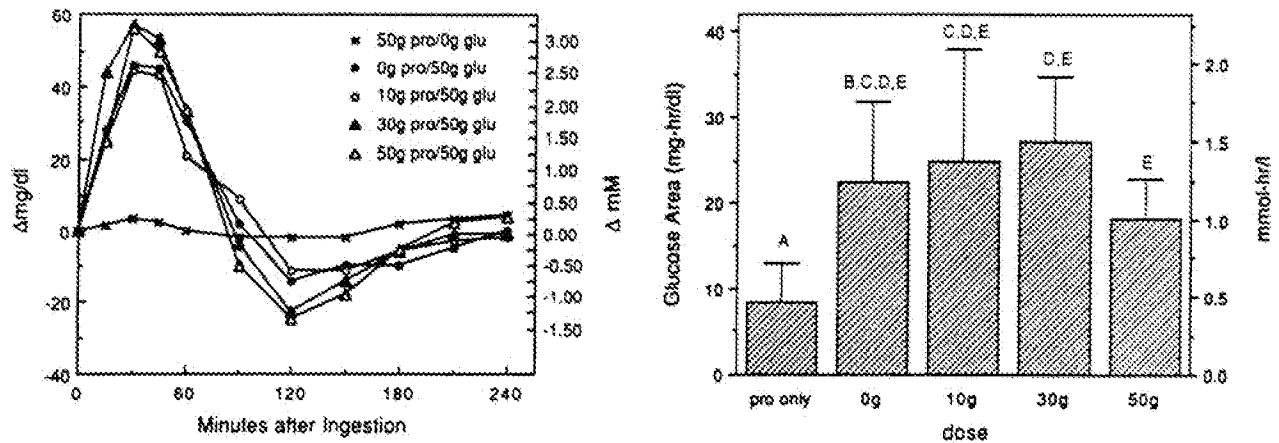 60
40
20
0
-20
-40
Δmg/dl
0
60
120
180
240
Minutes after Ingestion
50g pro/0g glu
0g pro/50g glu
10g pro/50g glu
30g pro/50g glu
50g pro/50g glu
3.00
2.50
2.00
1.50
1.00
0.50
0.25
0.00
-0.50
-1.00
-1.50
Δ mM
40
30
20
10
0
Glucose Area (mg-hr/dl)
A
B,C,D,E
C,D,E
D,E
E
pro only
0g
10g
30g
50g
dose
2.0
1.5
1.0
0.5
0.0
mmol-hr/l